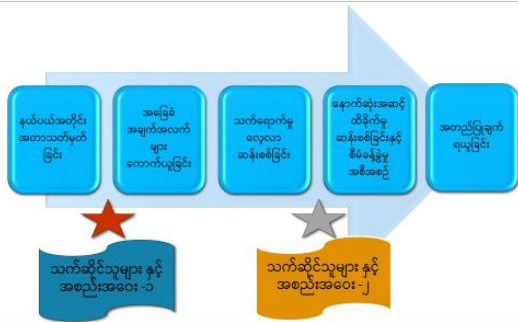 နယ်ပယ်အတိုင်း
အတာသတ်မှတ်
ခြင်း
အခြေခံ
အချက်အလက်
များ
ကောက်ယူခြင်း
သက်ရောက်မှု
လေ့လာ
ဆန်းစစ်ခြင်း
နောက်ဆုံးအဆင့်
ထိခိုက်မှု
ဆန်းစစ်ခြင်းနှင့်
စီမံခန့်ခွဲမှု
အစီအစဉ်
အတည်ပြုချက်
ရယူခြင်း
သက်ဆိုင်သူများ နှင့်
အစည်းအဝေး -၁
သက်ဆိုင်သူများ နှင့်
အစည်းအဝေး -၂